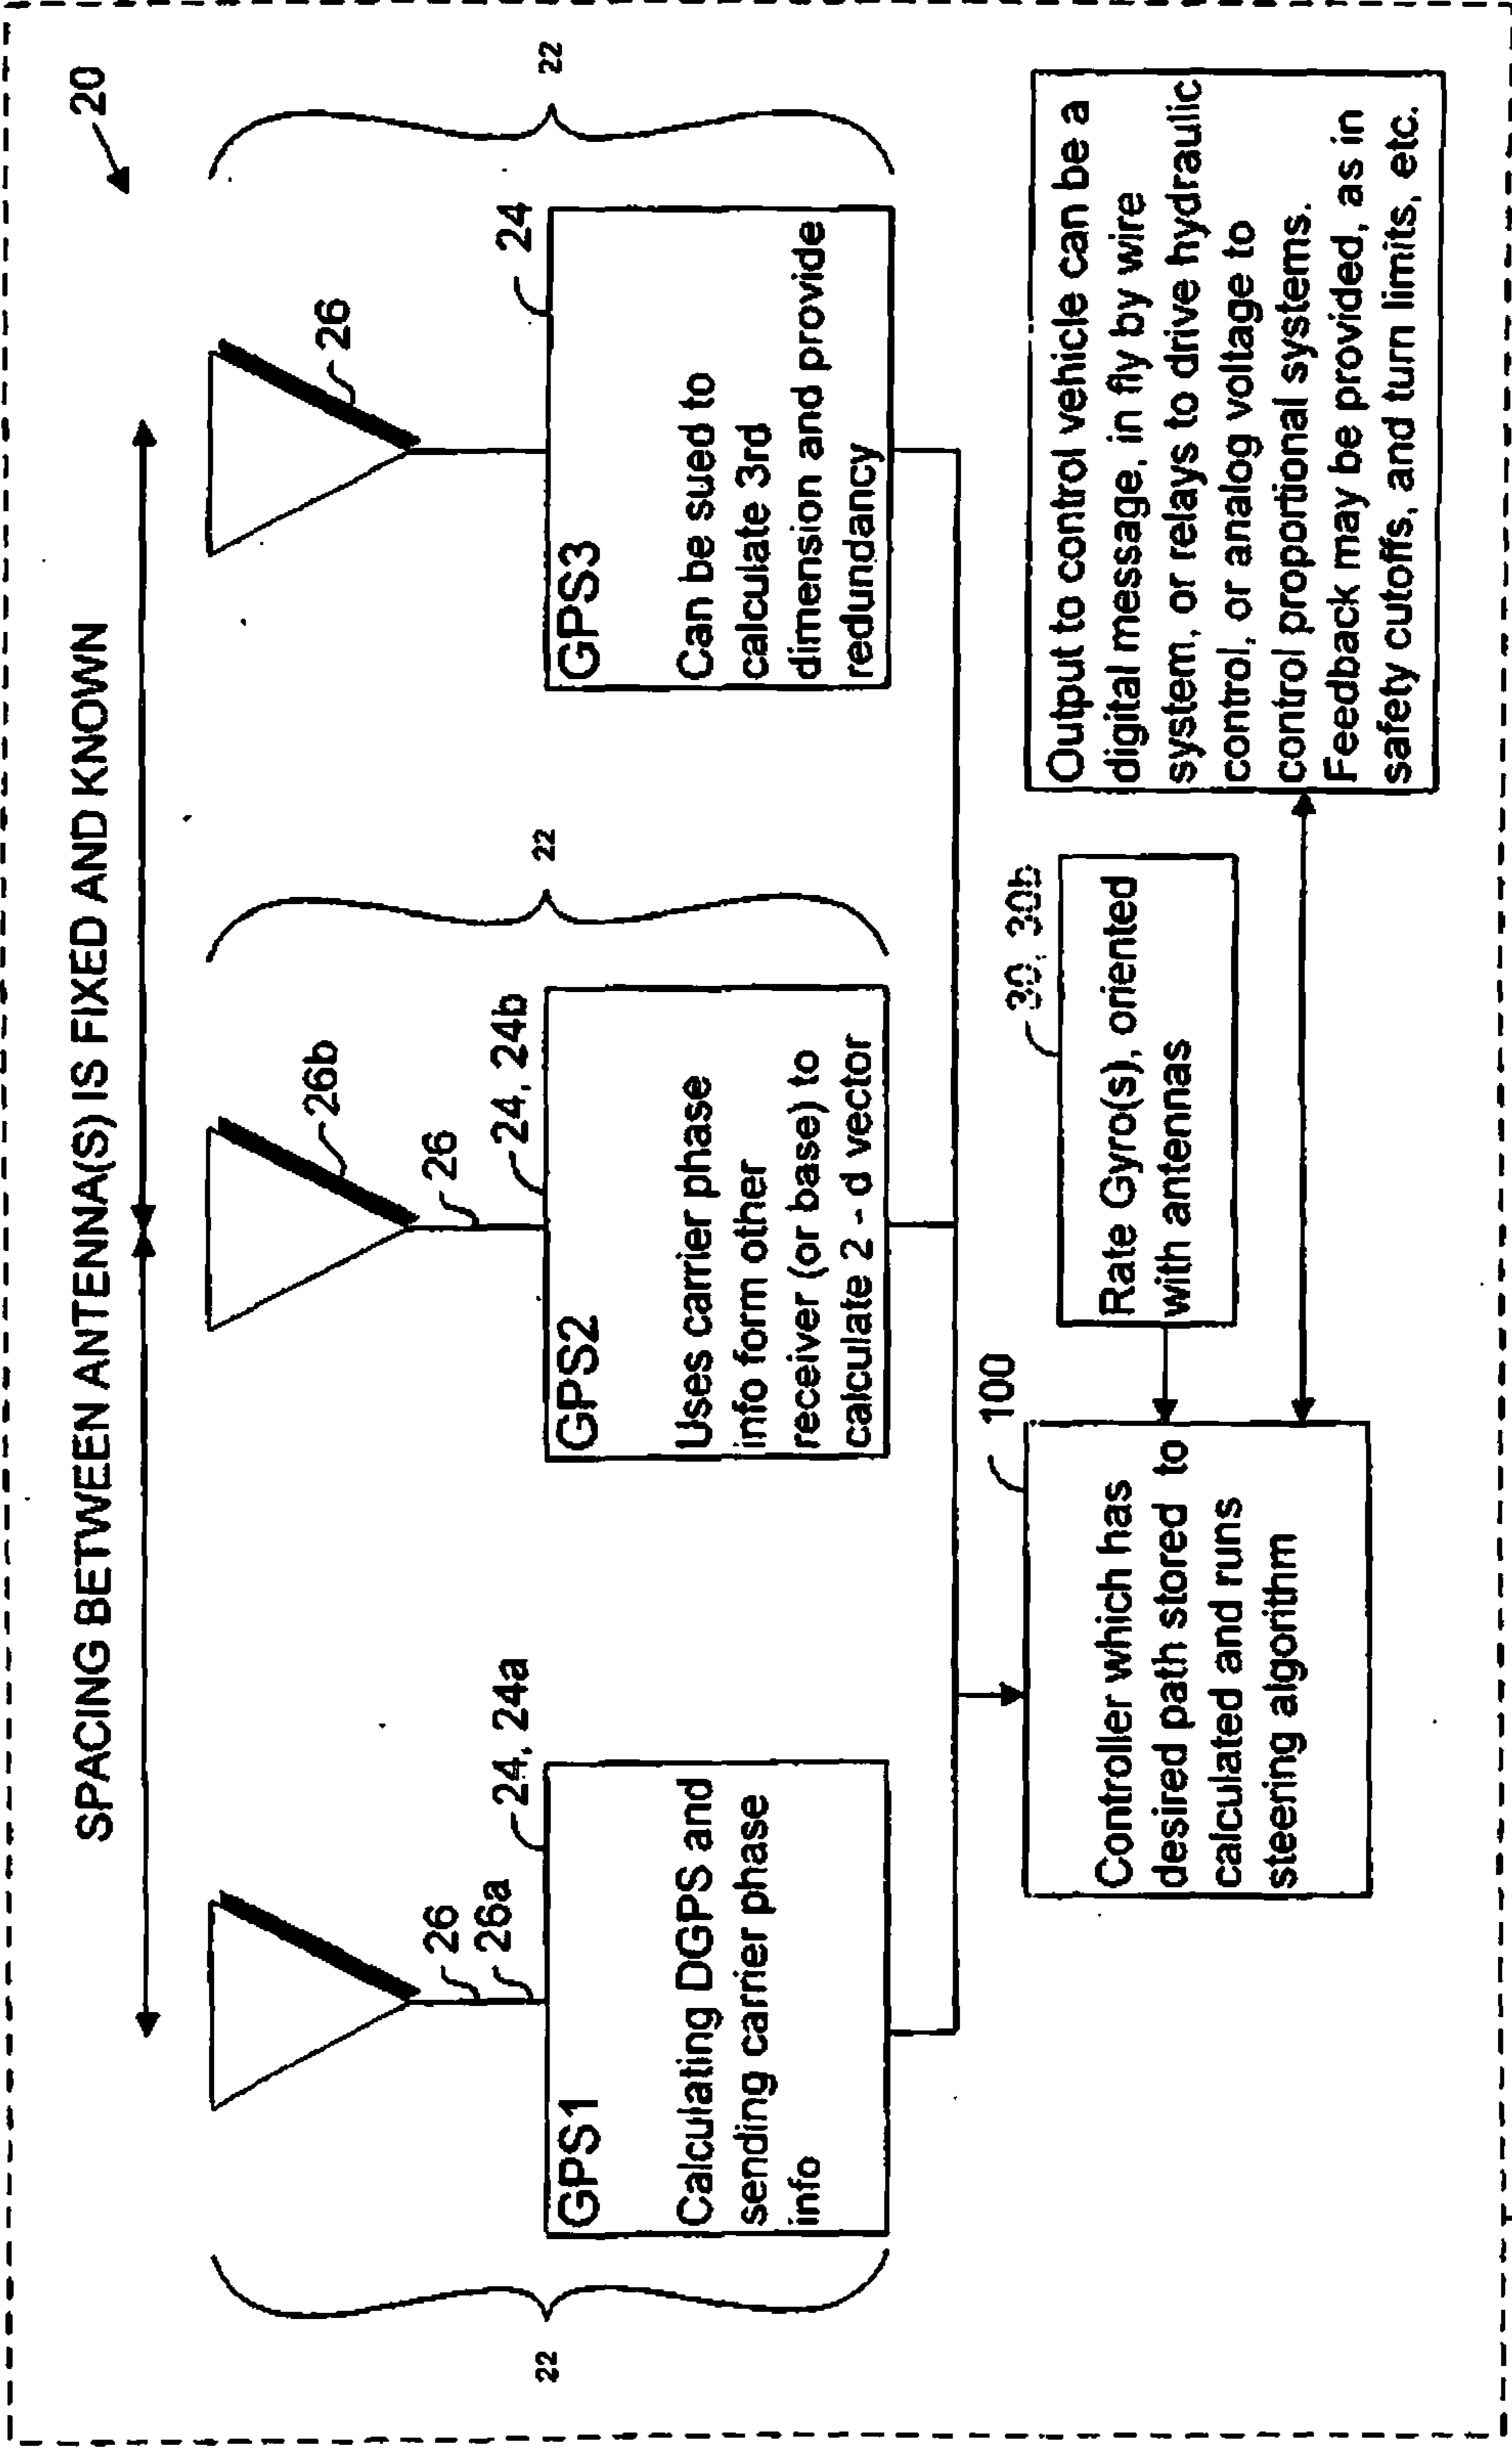 20
SPACING BETWEEN ANTENNA(S) IS FIXED AND KNOWN
22
26
26a
24, 24a
GPS1
Calculating DGPS and
sending carrier phase
info
26b
26
24, 24b
22
GPS2
Uses carrier phase
info form other
receiver (or base) to
calculate 2 - d vector
26
24
22
GPS3
Can be sued to
calculate 3rd
dimension and provide
redundancy
100
Controller which has
desired path stored to
calculated and runs
steering algorithm
30, 30b
Rate Gyro(s), oriented
with antennas
Output to control vehicle can be a
digital message, in fly by wire
system, or relays to drive hydraulic
control, or analog voltage to
control proportional systems.
Feedback may be provided, as in
safety cutoffs, and turn limits, etc.